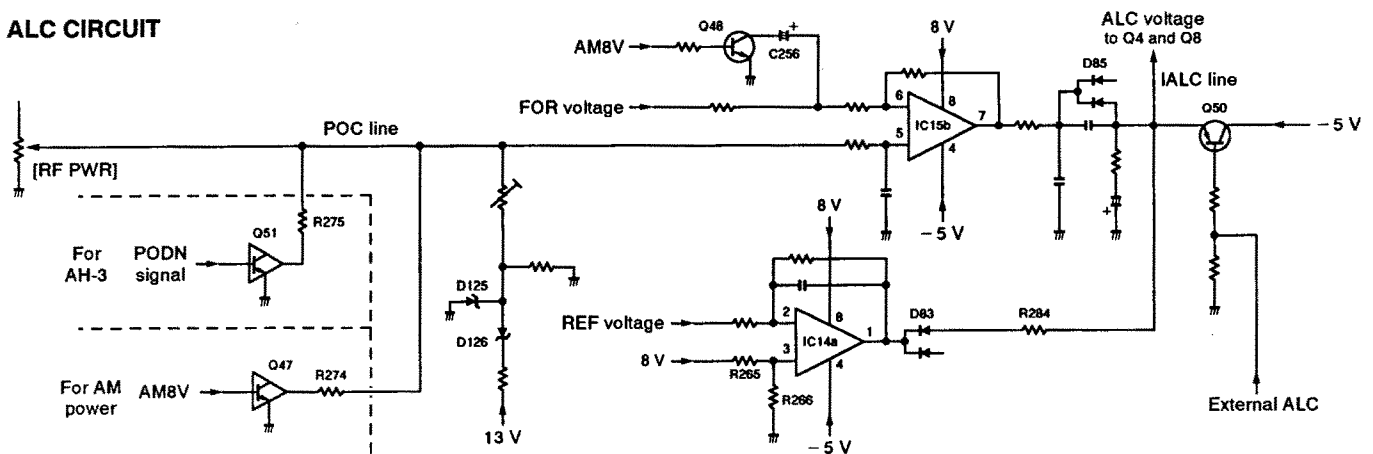 ALC CIRCUIT
ALC voltage
to Q4 and Q8
IALC line
AM8V
Q48
C256
+
8 V
D85
Q50
FOR voltage
6
8
7
IC15b
5
4
– 5 V
– 5 V
POC line
[RF PWR]
+
R275
8 V
Q51
For
AH-3
PODN
signal
D125
D126
REF voltage
2
8
1
IC14a
3
4
D83
R284
8 V
R265
R266
– 5 V
Q47
R274
For AM
power
AM8V
13 V
External ALC